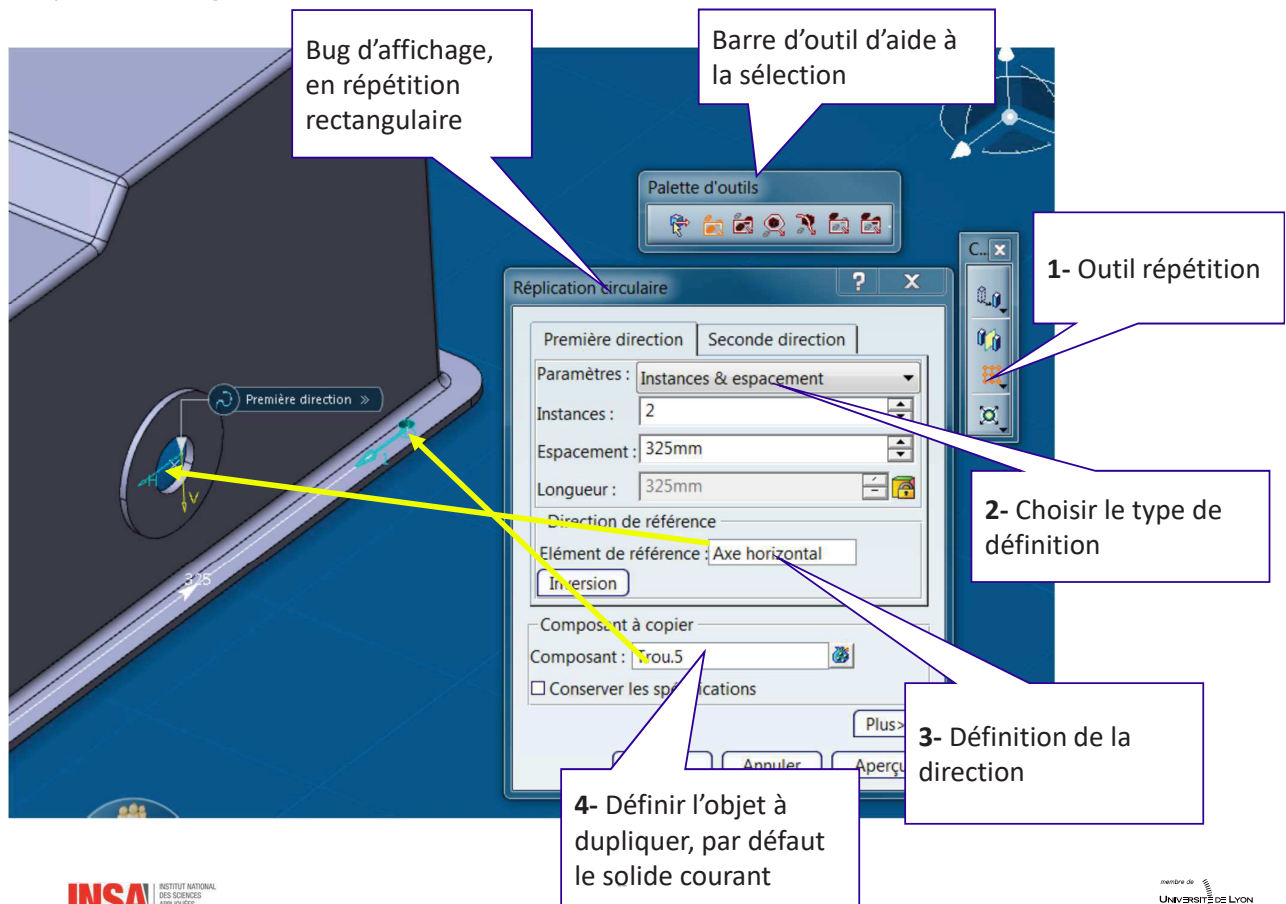 Bug d'affichage,
en répétition
rectangulaire
Barre d'outil d'aide à
la sélection
Palette d'outils
C..
1- Outil répétition
Réplication circulaire
? X
Première direction
Seconde direction
Paramètres : Instances & espacement
Instances : 2
Espacement : 325mm
Longueur : 325mm
Direction de référence
Elément de référence : Axe horizontal
Inversion
Composant à copier
Composant : Trou.5
Conserver les spécifications
Plus>
Annuler
Aperçu
Première direction »
H
V
1
325
2- Choisir le type de
définition
3- Définition de la
direction
4- Définir l'objet à
dupliquer, par défaut
le solide courant
INSA
INSTITUT NATIONAL
DES SCIENCES
APPLIQUÉES
membre de
UNIVERSITÉ DE LYON